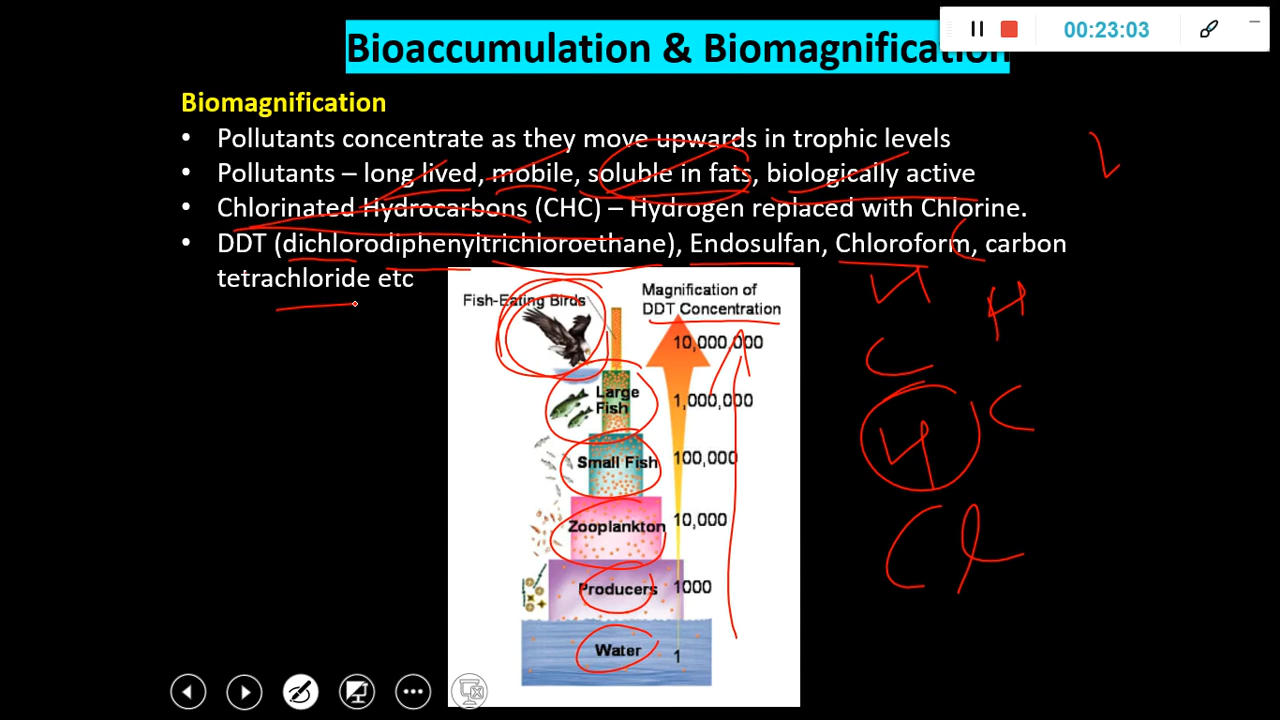 Bioaccumulation & Biomagnification
00:23:03
Biomagnification
• Pollutants concentrate as they move upwards in trophic levels
• Pollutants – long lived, mobile, soluble in fats, biologically active
• Chlorinated Hydrocarbons (CHC) – Hydrogen replaced with Chlorine.
• DDT (dichlorodiphenyltrichloroethane), Endosulfan, Chloroform, carbon
tetrachloride etc
Fish-Eating Birds
Magnification of
DDT Concentration
10,000,000
Large
Fish
1,000,000
Small Fish
100,000
Zooplankton
10,000
Producers
1000
Water
1
C
H
H
C
C
H
Cl